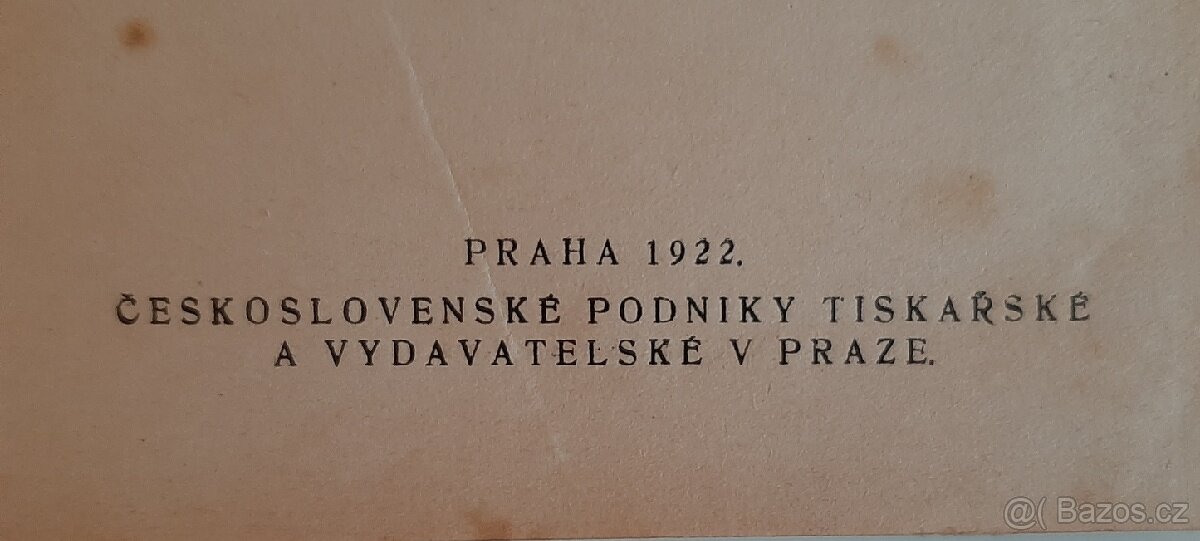 PRAHA 1922.
ČESKOSLOVENSKÉ PODNIKY TISKAŘSKÉ
A VYDAVATELSKÉ V PRAZE.
@( Bazos.cz